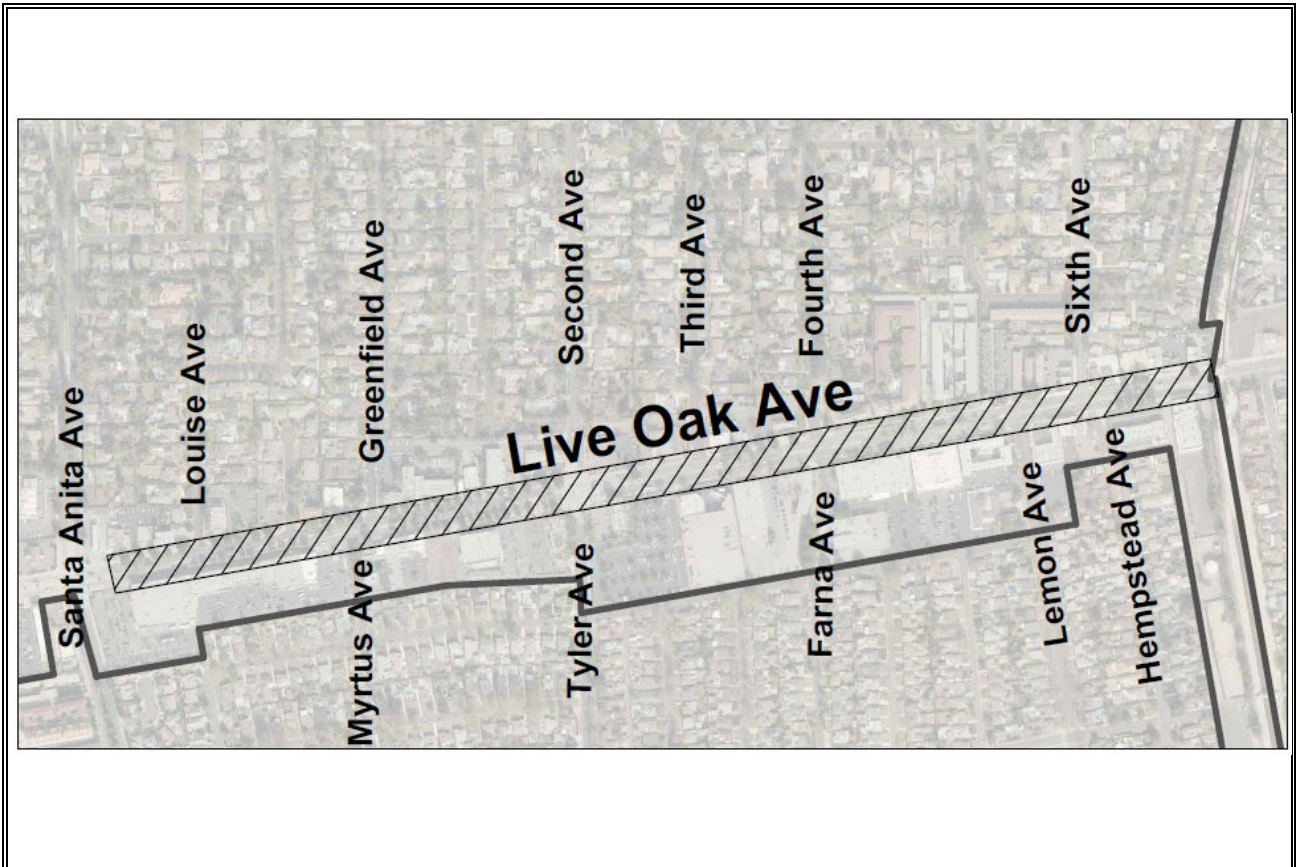 Santa Anita Ave
Louise Ave
Greenfield Ave
Second Ave
Third Ave
Fourth Ave
Sixth Ave
Live Oak Ave
Myrtus Ave
Tyler Ave
Farna Ave
Lemon Ave
Hempstead Ave